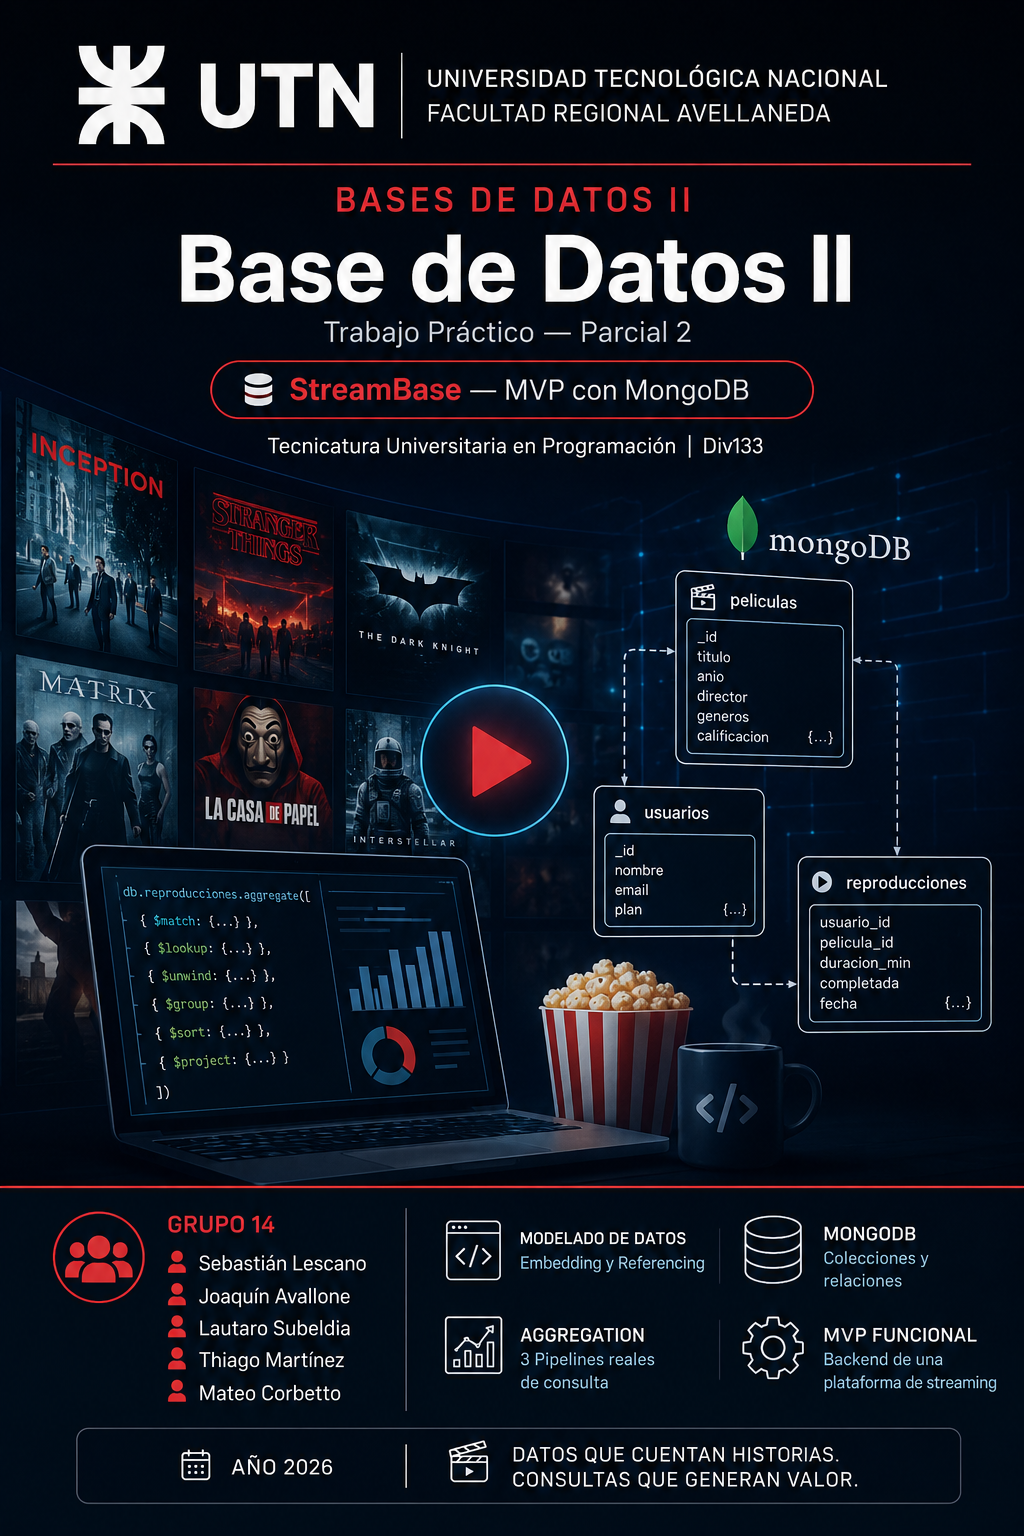 UTN
UNIVERSIDAD TECNOLÓGICA NACIONAL
FACULTAD REGIONAL AVELLANEDA
BASES DE DATOS II
Base de Datos II
Trabajo Práctico — Parcial 2
StreamBase — MVP con MongoDB
Tecnicatura Universitaria en Programación | Div133
INCEPTION
STRANGER
THINGS
THE DARK KNIGHT
MATRIX
LA CASA DE PAPEL
INTERSTELLAR
mongoDB
peliculas
_id
titulo
anio
director
generos
calificacion {...}
usuarios
_id
nombre
email
plan {...}
reproducciones
usuario_id
pelicula_id
duracion_min
completada
fecha {...}
db.reproducciones.aggregate([
{ $match: {...} },
{ $lookup: {...} },
{ $unwind: {...} },
{ $group: {...} },
{ $sort: {...} },
{ $project: {...} }
])
</>
GRUPO 14
Sebastián Lescano
Joaquín Avallone
Lautaro Subeldia
Thiago Martínez
Mateo Corbetto
</>
MODELADO DE DATOS
Embedding y Referencing
MONGODB
Colecciones y
relaciones
AGGREGATION
3 Pipelines reales
de consulta
MVP FUNCIONAL
Backend de una
plataforma de streaming
AÑO 2026
DATOS QUE CUENTAN HISTORIAS.
CONSULTAS QUE GENERAN VALOR.